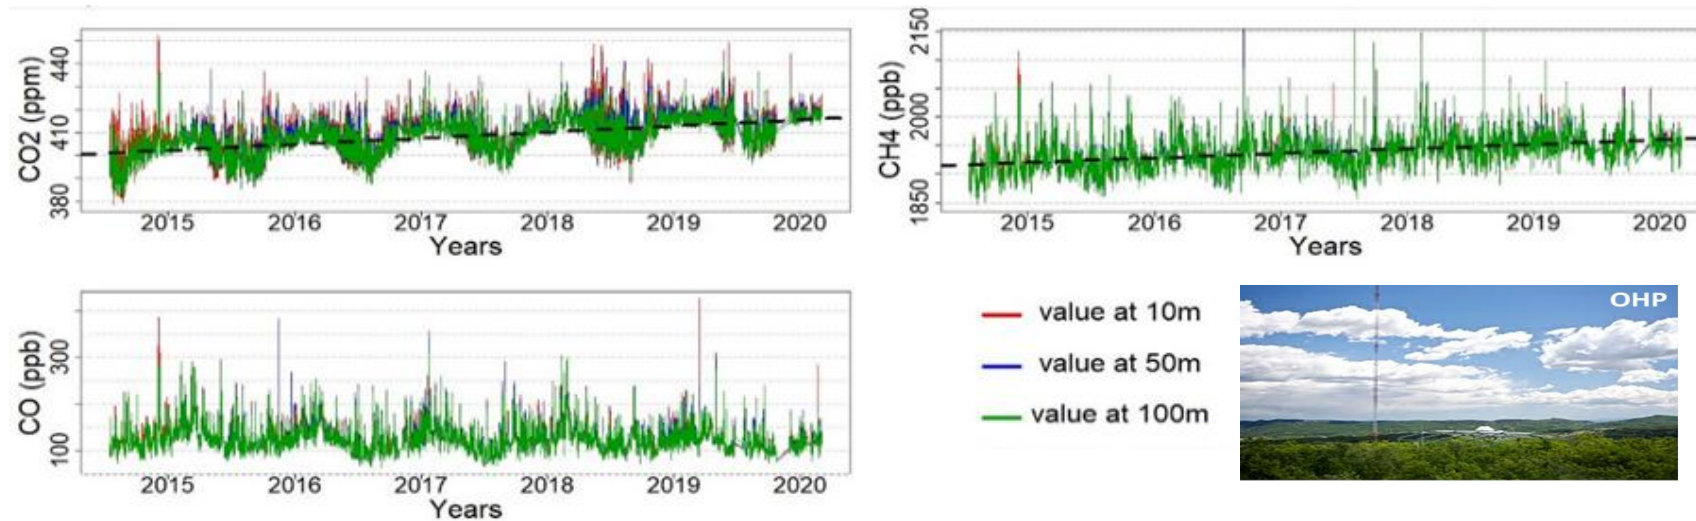 CO2 (ppm)
440
410
380
2015 2016 2017 2018 2019 2020
Years
CH4 (ppb)
2150
2000
1850
2015 2016 2017 2018 2019 2020
Years
CO (ppb)
300
100
2015 2016 2017 2018 2019 2020
Years
value at 10m
value at 50m
value at 100m
OHP